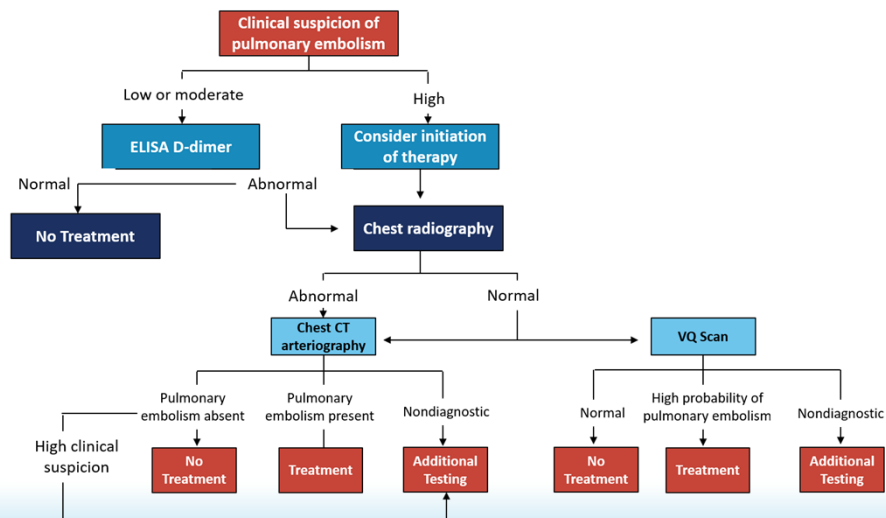 Clinical suspicion of
pulmonary embolism
Low or moderate
High
ELISA D-dimer
Consider initiation
of therapy
Normal
Abnormal
No Treatment
Chest radiography
Abnormal
Normal
Chest CT
arteriography
VQ Scan
Pulmonary
embolism absent
Pulmonary
embolism present
Nondiagnostic
Normal
High probability of
pulmonary embolism
Nondiagnostic
High clinical
suspicion
No
Treatment
Treatment
Additional
Testing
No
Treatment
Treatment
Additional
Testing